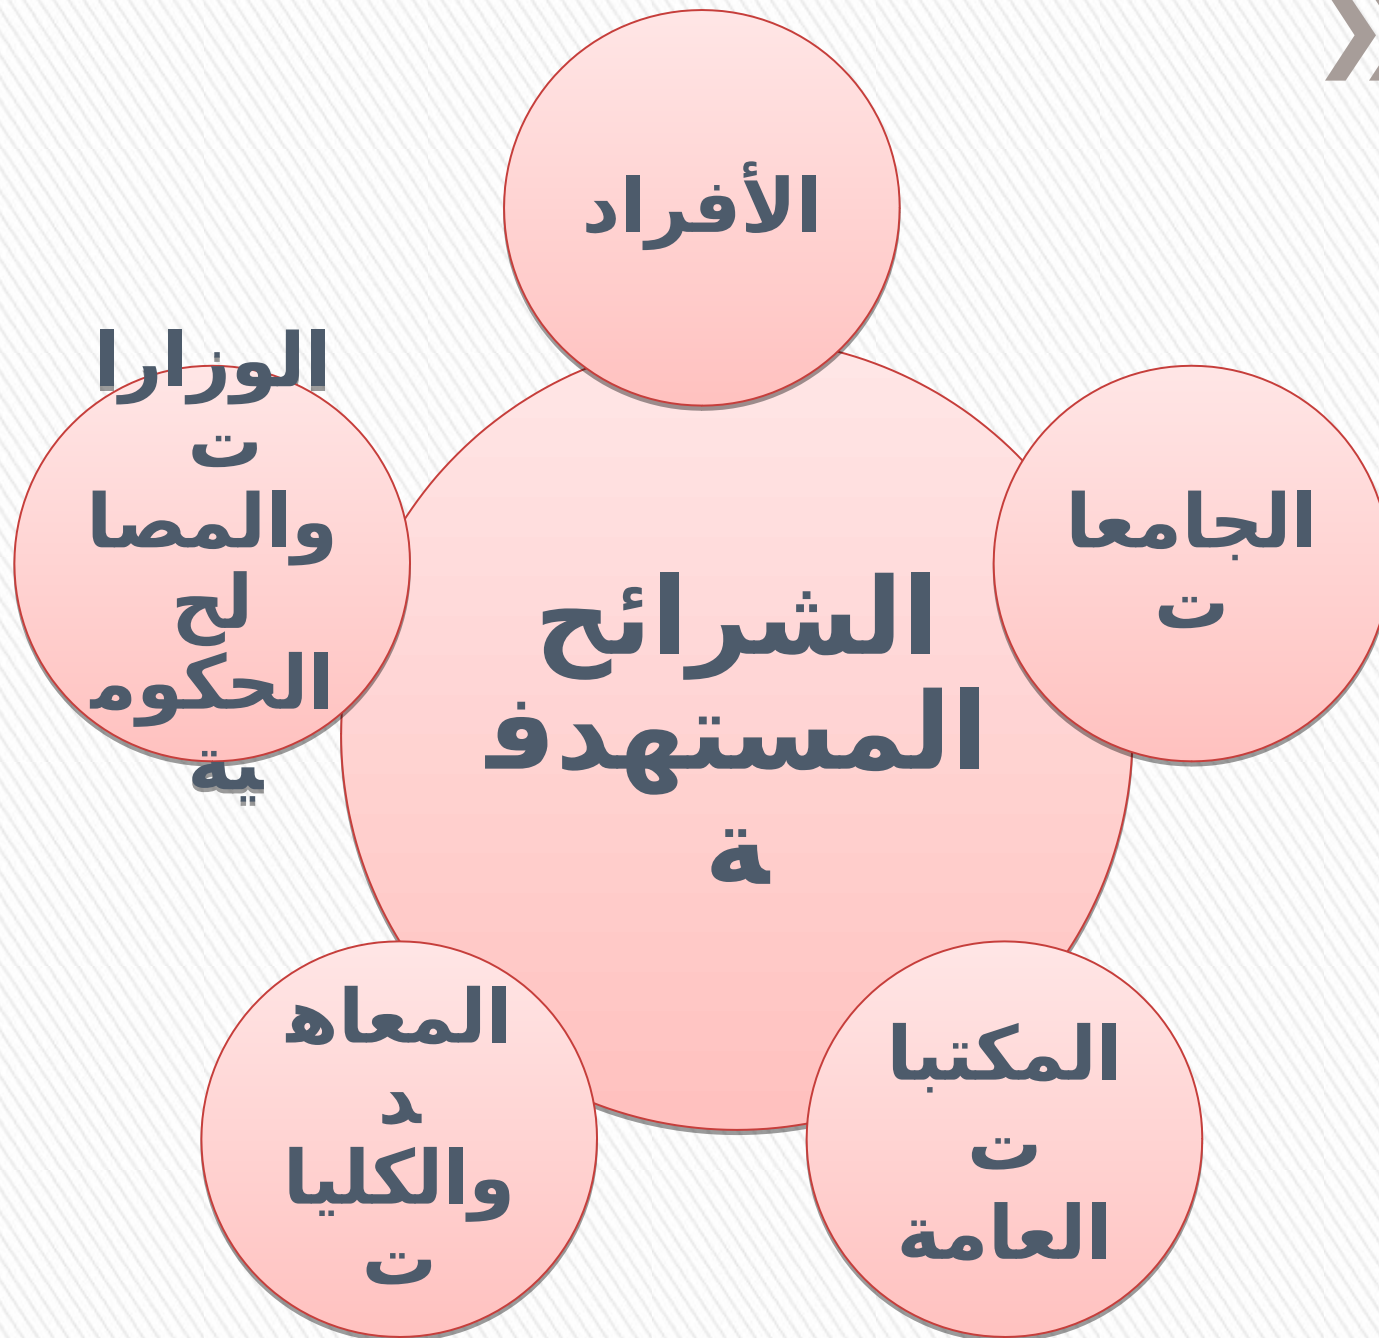 الأفراد
الجامعا
ت
الوزارا
ت
والمصا
لح
الحكوم
ية
الشرائح
المستهدف
ة
المكتبا
ت
العامة
المعاه
د
والكليا
ت